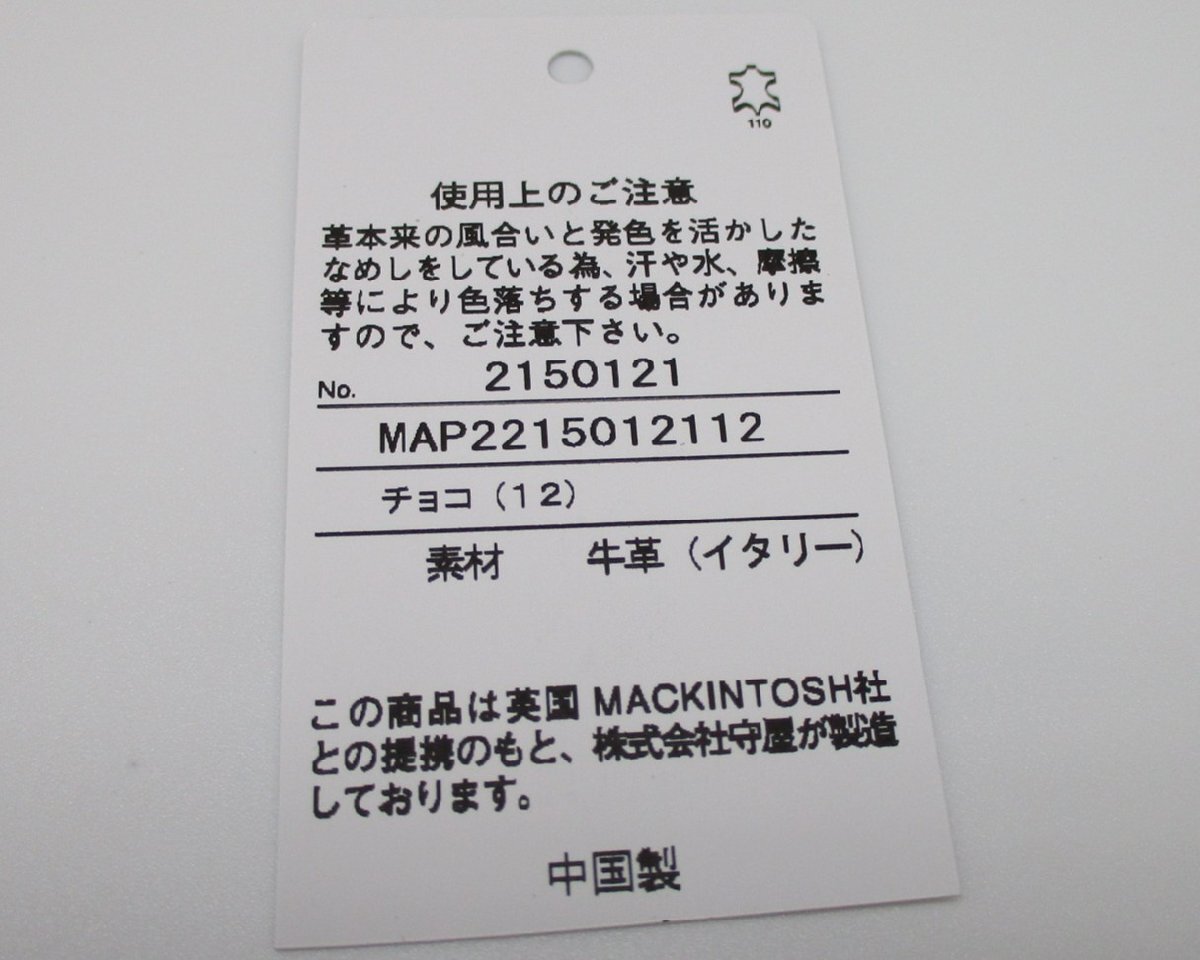 110
使用上のご注意
革本来の風合いと発色を活かした
なめしをしている為、汗や水、摩擦
等により色落ちする場合がありま
すので、ご注意下さい。
No. 2150121
MAP2215012112
チョコ（12）
素材 牛革（イタリー）
この商品は英国 MACKINTOSH社
との提携のもと、株式会社守屋が製造
しております。
中国製